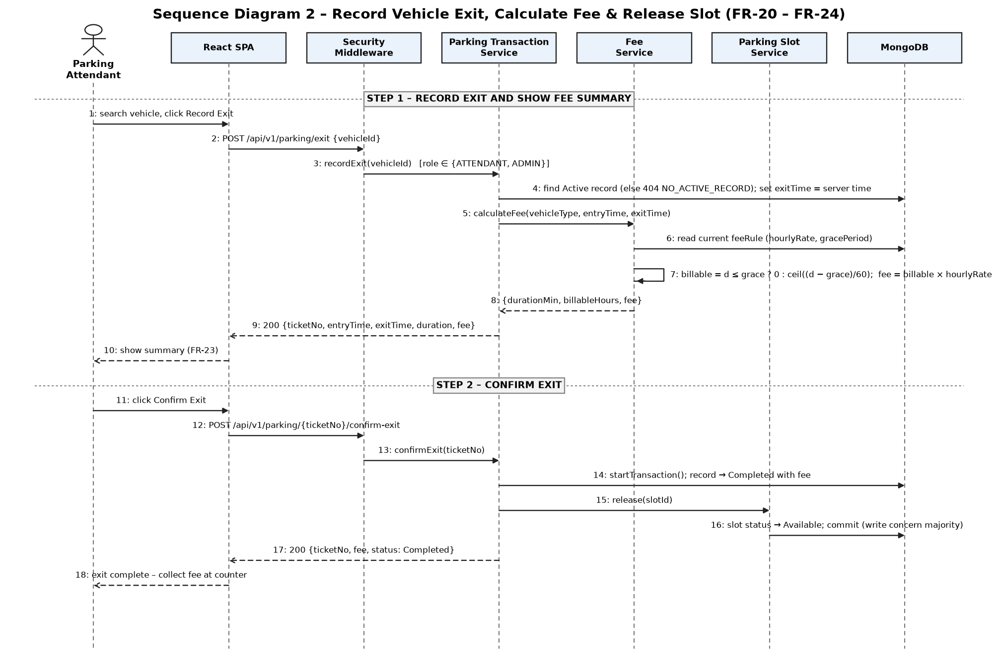 Sequence Diagram 2 – Record Vehicle Exit, Calculate Fee & Release Slot (FR-20 – FR-24)
Parking
Attendant
React SPA
Security
Middleware
Parking Transaction
Service
Fee
Service
Parking Slot
Service
MongoDB
STEP 1 – RECORD EXIT AND SHOW FEE SUMMARY
1: search vehicle, click Record Exit
2: POST /api/v1/parking/exit {vehicleId}
3: recordExit(vehicleId)   [role ∈ {ATTENDANT, ADMIN}]
4: find Active record (else 404 NO_ACTIVE_RECORD); set exitTime = server time
5: calculateFee(vehicleType, entryTime, exitTime)
6: read current feeRule (hourlyRate, gracePeriod)
7: billable = d ≤ grace ? 0 : ceil((d − grace)/60);  fee = billable × hourlyRate
8: {durationMin, billableHours, fee}
9: 200 {ticketNo, entryTime, exitTime, duration, fee}
10: show summary (FR-23)
STEP 2 – CONFIRM EXIT
11: click Confirm Exit
12: POST /api/v1/parking/{ticketNo}/confirm-exit
13: confirmExit(ticketNo)
14: startTransaction(); record → Completed with fee
15: release(slotId)
16: slot status → Available; commit (write concern majority)
17: 200 {ticketNo, fee, status: Completed}
18: exit complete – collect fee at counter